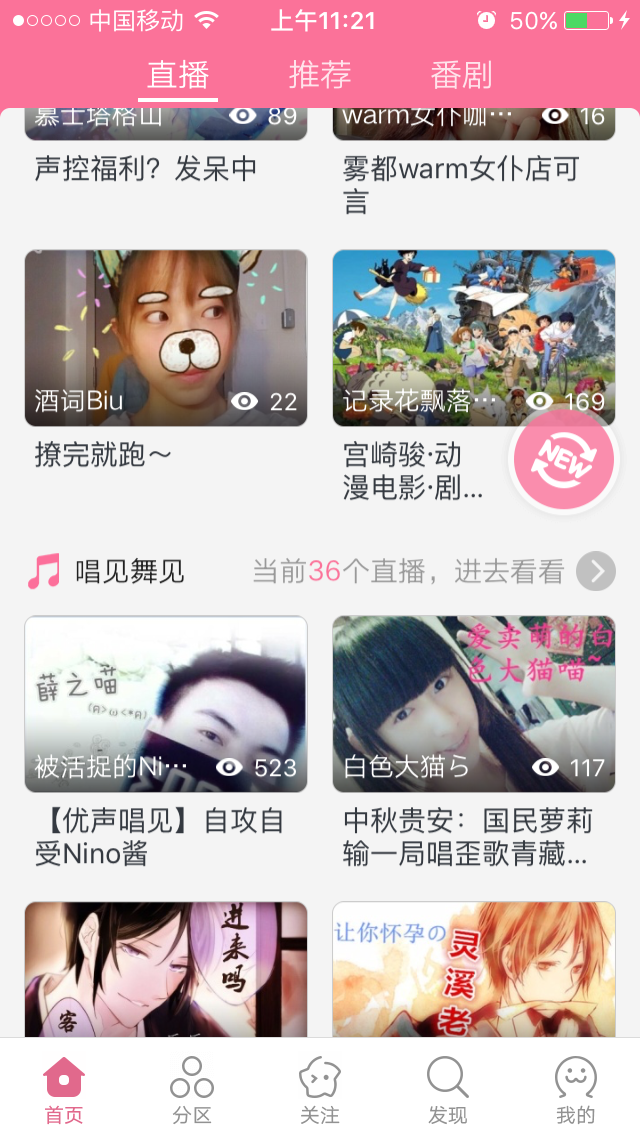 中国移动
上午11:21
50%
直播
推荐
番剧
慕士塔格山
89
warm女仆咖…
16
声控福利？发呆中
雾都warm女仆店可
言
酒词Biu
22
记录花飘落…
169
撩完就跑～
宫崎骏·动
漫电影·剧...
NEW
唱见舞见
当前36个直播，进去看看
薛之喵
爱卖萌的白
色大猫喵~
被活捉的Ni…
523
白色大猫ら
117
【优声唱见】自攻自
受Nino酱
中秋贵安：国民萝莉
输一局唱歪歌青藏...
进来吗
客
让你怀孕の
灵溪老
首页
分区
关注
发现
我的